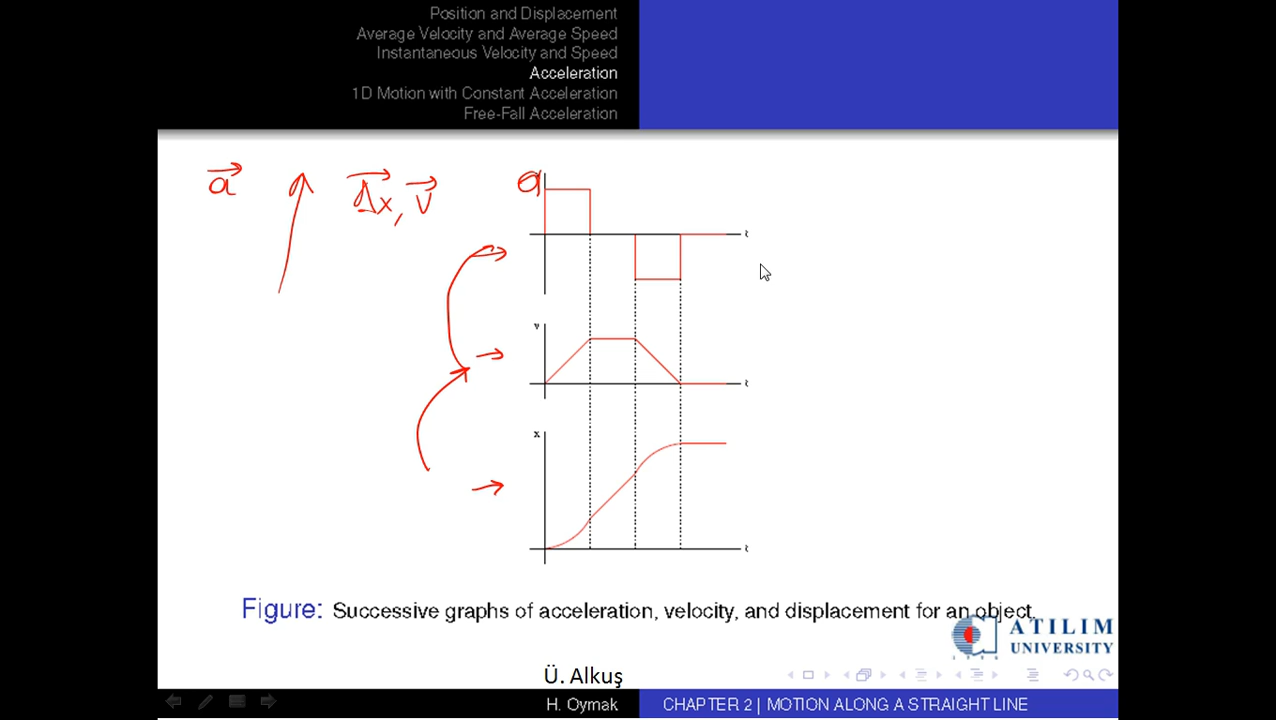 Position and Displacement
Average Velocity and Average Speed
Instantaneous Velocity and Speed
Acceleration
1D Motion with Constant Acceleration
Free-Fall Acceleration
a
Δx, v
a
t
v
t
x
t
Figure: Successive graphs of acceleration, velocity, and displacement for an object.
ATILIM
UNIVERSITY
Ü. Alkuş
H. Oymak
CHAPTER 2 | MOTION ALONG A STRAIGHT LINE